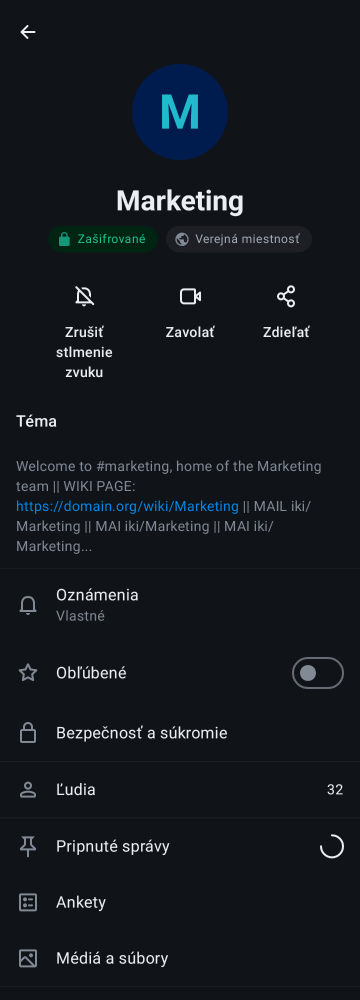 M
Marketing
Zašifrované
Verejná miestnosť
Zrušiť
stlmenie
zvuku
Zavolať
Zdieľať
Téma
Welcome to #marketing, home of the Marketing
team || WIKI PAGE:
https://domain.org/wiki/Marketing || MAIL iki/
Marketing || MAI iki/Marketing || MAI iki/
Marketing...
Oznámenia
Vlastné
Obľúbené
Bezpečnosť a súkromie
Ľudia 32
Pripnuté správy
Ankety
Médiá a súbory